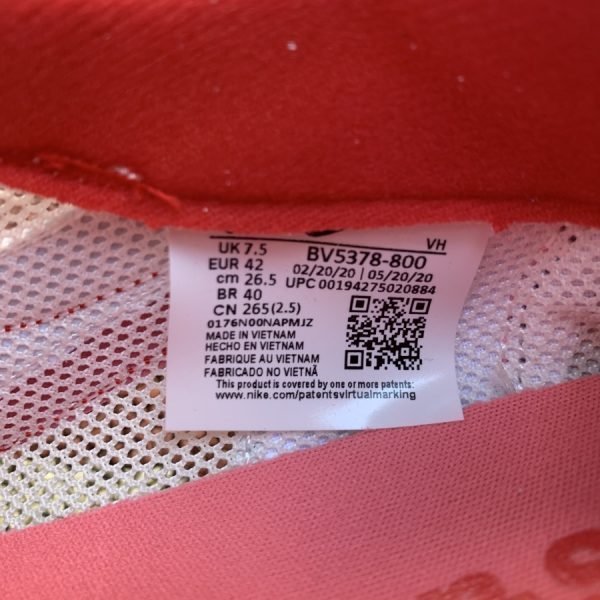 VH
UK 7.5 BV5378-800
EUR 42 02/20/20 | 05/20/20
cm 26.5 UPC 00194275020884
BR 40
CN 265(2.5)
0176N00NAPMJZ
MADE IN VIETNAM
HECHO EN VIETNAM
FABRIQUE AU VIETNAM
FABRICADO NO VIETNÃ
This product is covered by one or more patents:
www.nike.com/patentsvirtualmarking